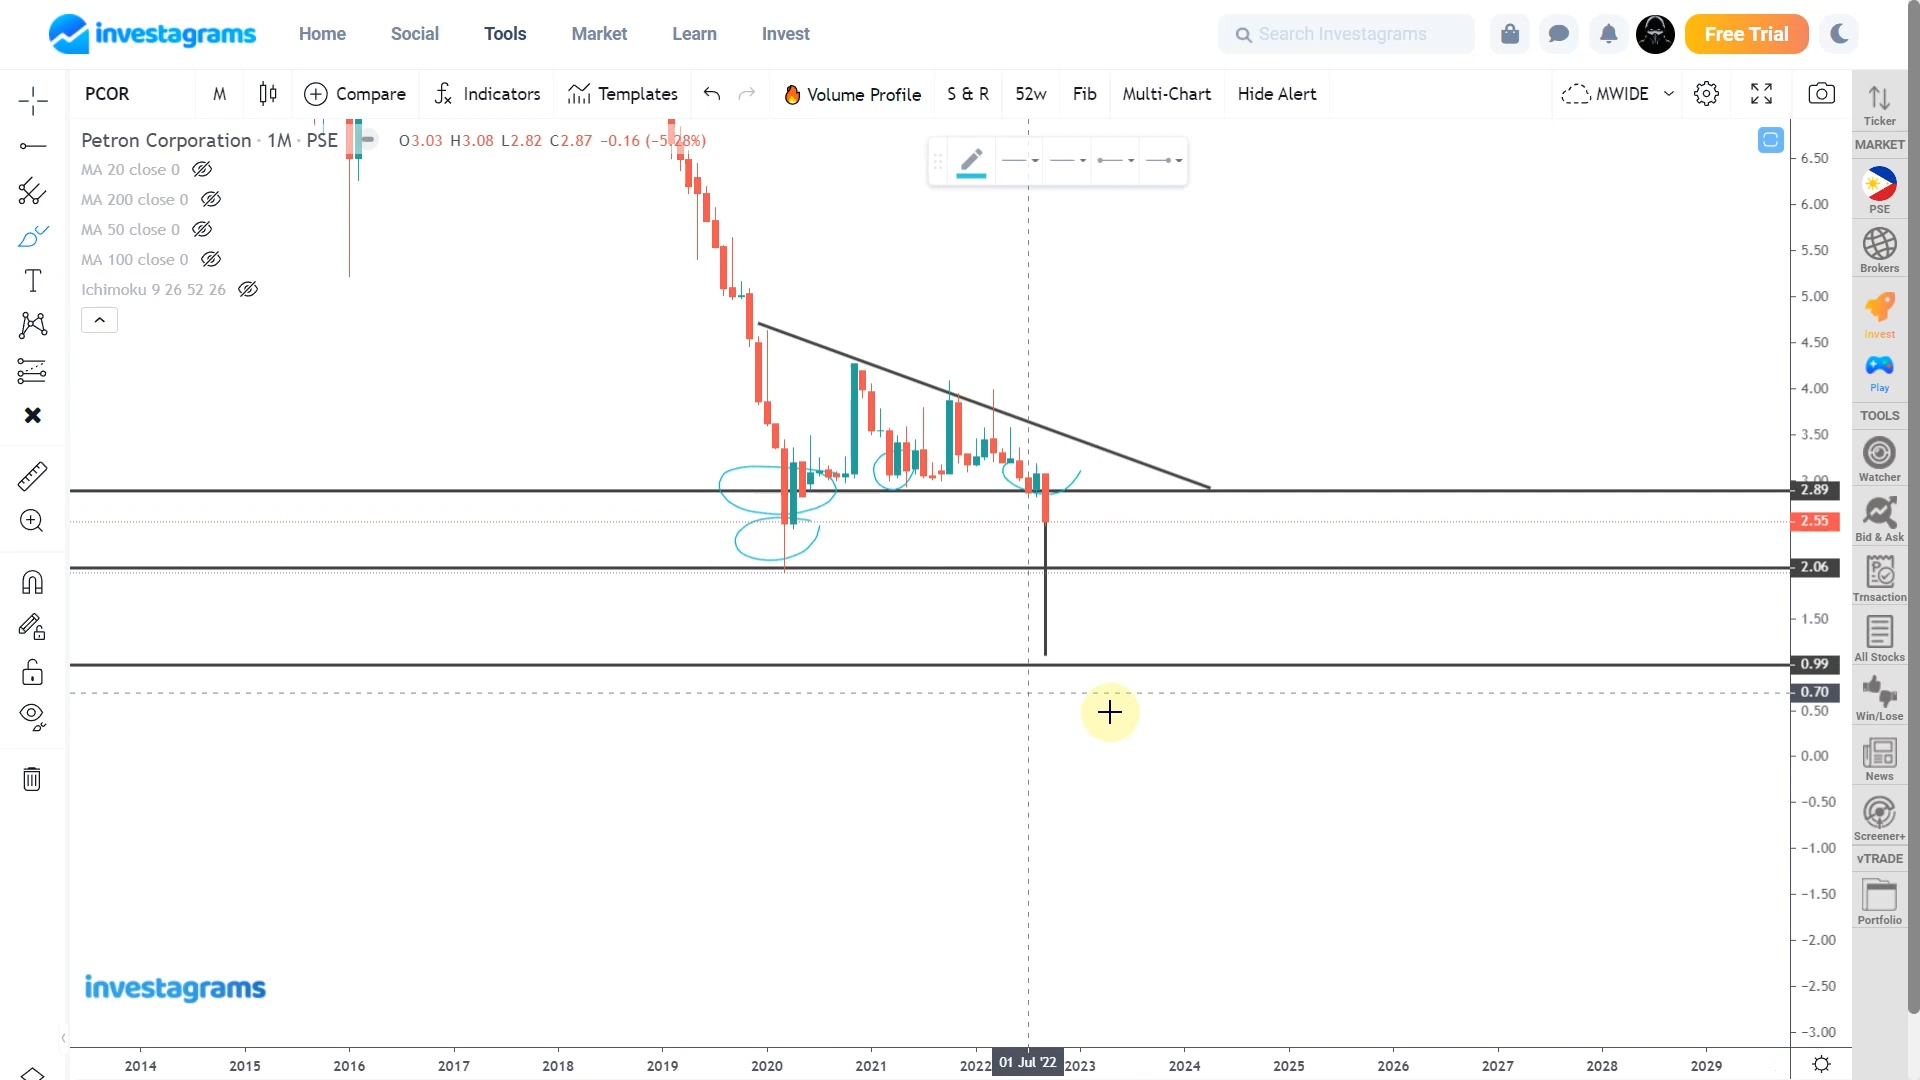 investagrams
Home
Social
Tools
Market
Learn
Invest
Search Investagrams
Free Trial
PCOR
M
Compare
Indicators
Templates
Volume Profile
S & R
52w
Fib
Multi-Chart
Hide Alert
MWIDE
Petron Corporation · 1M · PSE
O3.03 H3.08 L2.82 C2.87 −0.16 (−5.28%)
MA 20 close 0
MA 200 close 0
MA 50 close 0
MA 100 close 0
Ichimoku 9 26 52 26
6.50
6.00
5.50
5.00
4.50
4.00
3.50
3.00
2.89
2.55
2.06
1.50
0.99
0.70
0.50
0.00
−0.50
−1.00
−1.50
−2.00
−2.50
−3.00
Ticker
MARKET
PSE
Brokers
Invest
Play
TOOLS
Watcher
Bid & Ask
Trnsaction
All Stocks
Win/Lose
News
Screener+
vTRADE
Portfolio
investagrams
2014
2015
2016
2017
2018
2019
2020
2021
2022
01 Jul '22
2023
2024
2025
2026
2027
2028
2029